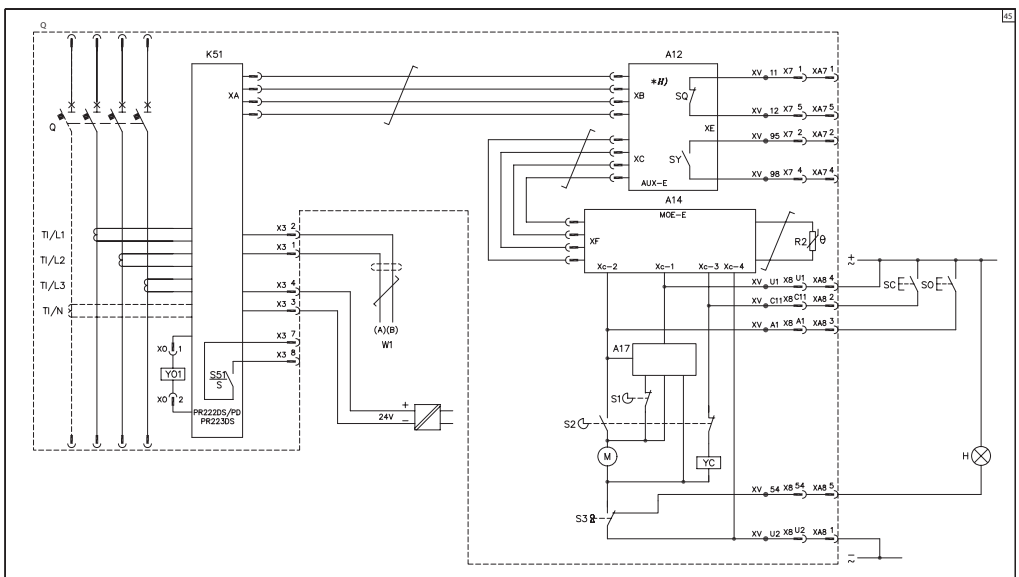 45
Q
K51
A12
XA
*H)
XB
SQ
XE
XC
SY
AUX-E
XV 11 X7 1 XA7 1
XV 12 X7 5 XA7 5
XV 95 X7 2 XA7 2
XV 98 X7 4 XA7 4
Q
A14
MOE-E
XF
R2 θ
Xc-2 Xc-1 Xc-3 Xc-4
TI/L1
TI/L2
TI/L3
TI/N
X3 2
X3 1
X3 4
X3 3
X3 7
X3 8
(A)(B)
W1
+
~
XV U1 X8 U1 XA8 4
XV C11 X8 C11 XA8 2
XV A1 X8 A1 XA8 3
SC
SO
XO 1
YO1
XO 2
S51
S
PR222DS/PD
PR223DS
+
24V
–
A17
S1
S2
M
YC
H
XV 54 X8 54 XA8 5
S3
XV U2 X8 U2 XA8 1
–
~